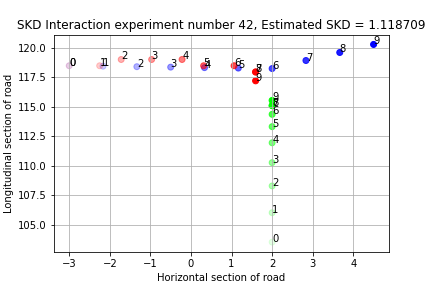 SKD Interaction experiment number 42, Estimated SKD = 1.118709
120.0
117.5
115.0
112.5
110.0
107.5
105.0
Longitudinal section of road
0 0 1 1 2 2 3 3 4 4 5 5 6 6 7 8 9
7 8 9
9 8 7 6 5 4 3 2 1 0
−3 −2 −1 0 1 2 3 4
Horizontal section of road